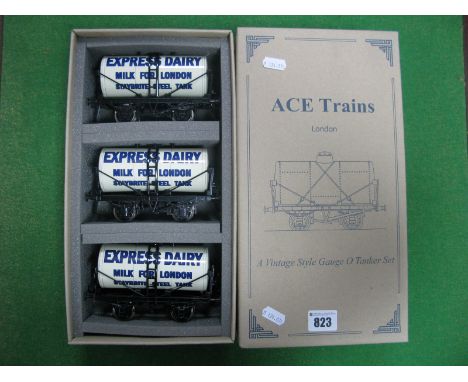 EXPRESS DAIRY
MILK FOR LONDON
STAYBRITE STEEL TANK
EXPRESS DAIRY
MILK FOR LONDON
STAYBRITE STEEL TANK
EXPRESS DAIRY
MILK FOR LONDON
STAYBRITE STEEL TANK
ACE Trains
London
A Vintage Style Gauge O Tanker Set
823